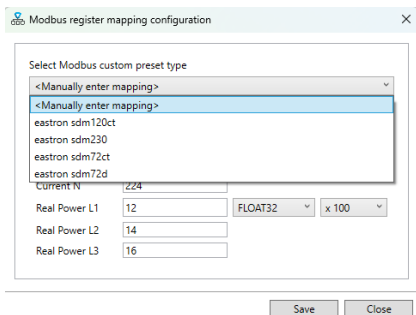 Modbus register mapping configuration
Select Modbus custom preset type
<Manually enter mapping>
<Manually enter mapping>
eastron sdm120ct
eastron sdm230
eastron sdm72ct
eastron sdm72d
Current N 224
Real Power L1 12 FLOAT32 x 100
Real Power L2 14
Real Power L3 16
Save Close